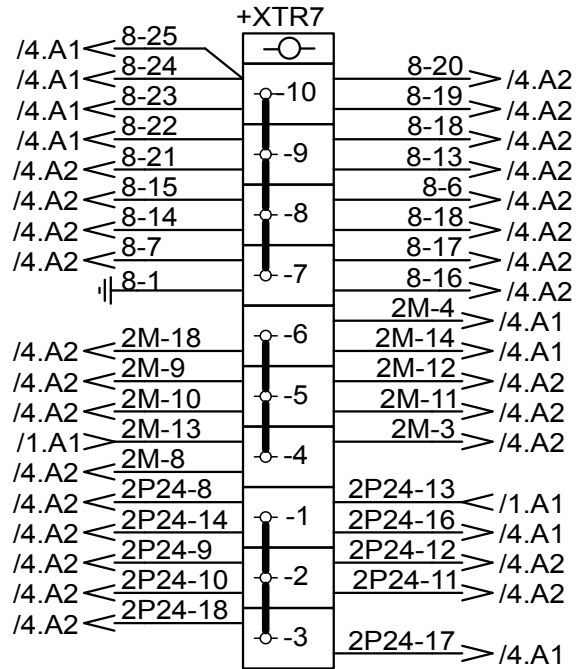 +XTR7
/4.A1 8-25
/4.A1 8-24 8-20 /4.A2
-10
/4.A1 8-23 8-19 /4.A2
/4.A1 8-22 8-18 /4.A2
-9
/4.A2 8-21 8-13 /4.A2
/4.A2 8-15 8-6 /4.A2
-8
/4.A2 8-14 8-18 /4.A2
/4.A2 8-7 8-17 /4.A2
-7
8-1 8-16 /4.A2
2M-4 /4.A1
-6
/4.A2 2M-18 2M-14 /4.A1
/4.A2 2M-9 2M-12 /4.A2
-5
/4.A2 2M-10 2M-11 /4.A2
/1.A1 2M-13 2M-3 /4.A2
-4
/4.A2 2M-8
/4.A2 2P24-8 2P24-13 /1.A1
-1
/4.A2 2P24-14 2P24-16 /4.A1
/4.A2 2P24-9 2P24-12 /4.A2
-2
/4.A2 2P24-10 2P24-11 /4.A2
/4.A2 2P24-18
-3
2P24-17 /4.A1